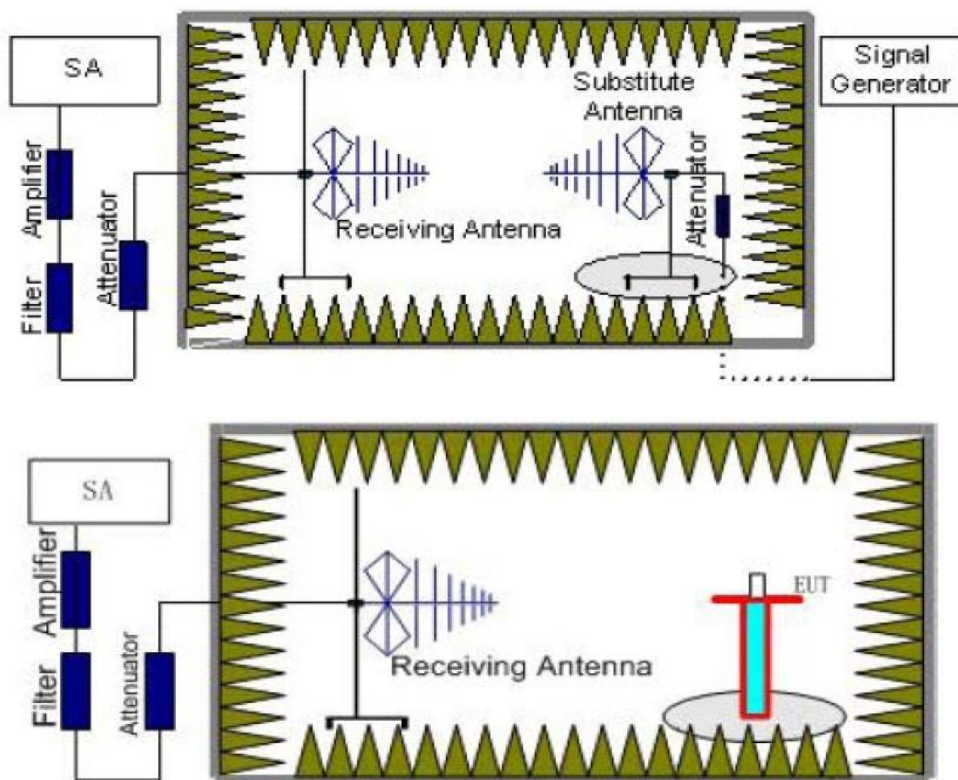 SA
Signal
Generator
Substitute
Antenna
Amplifier
Attenuator
Attenuator
Filter
Receiving Antenna
SA
Amplifier
EUT
Filter
Attenuator
Receiving Antenna